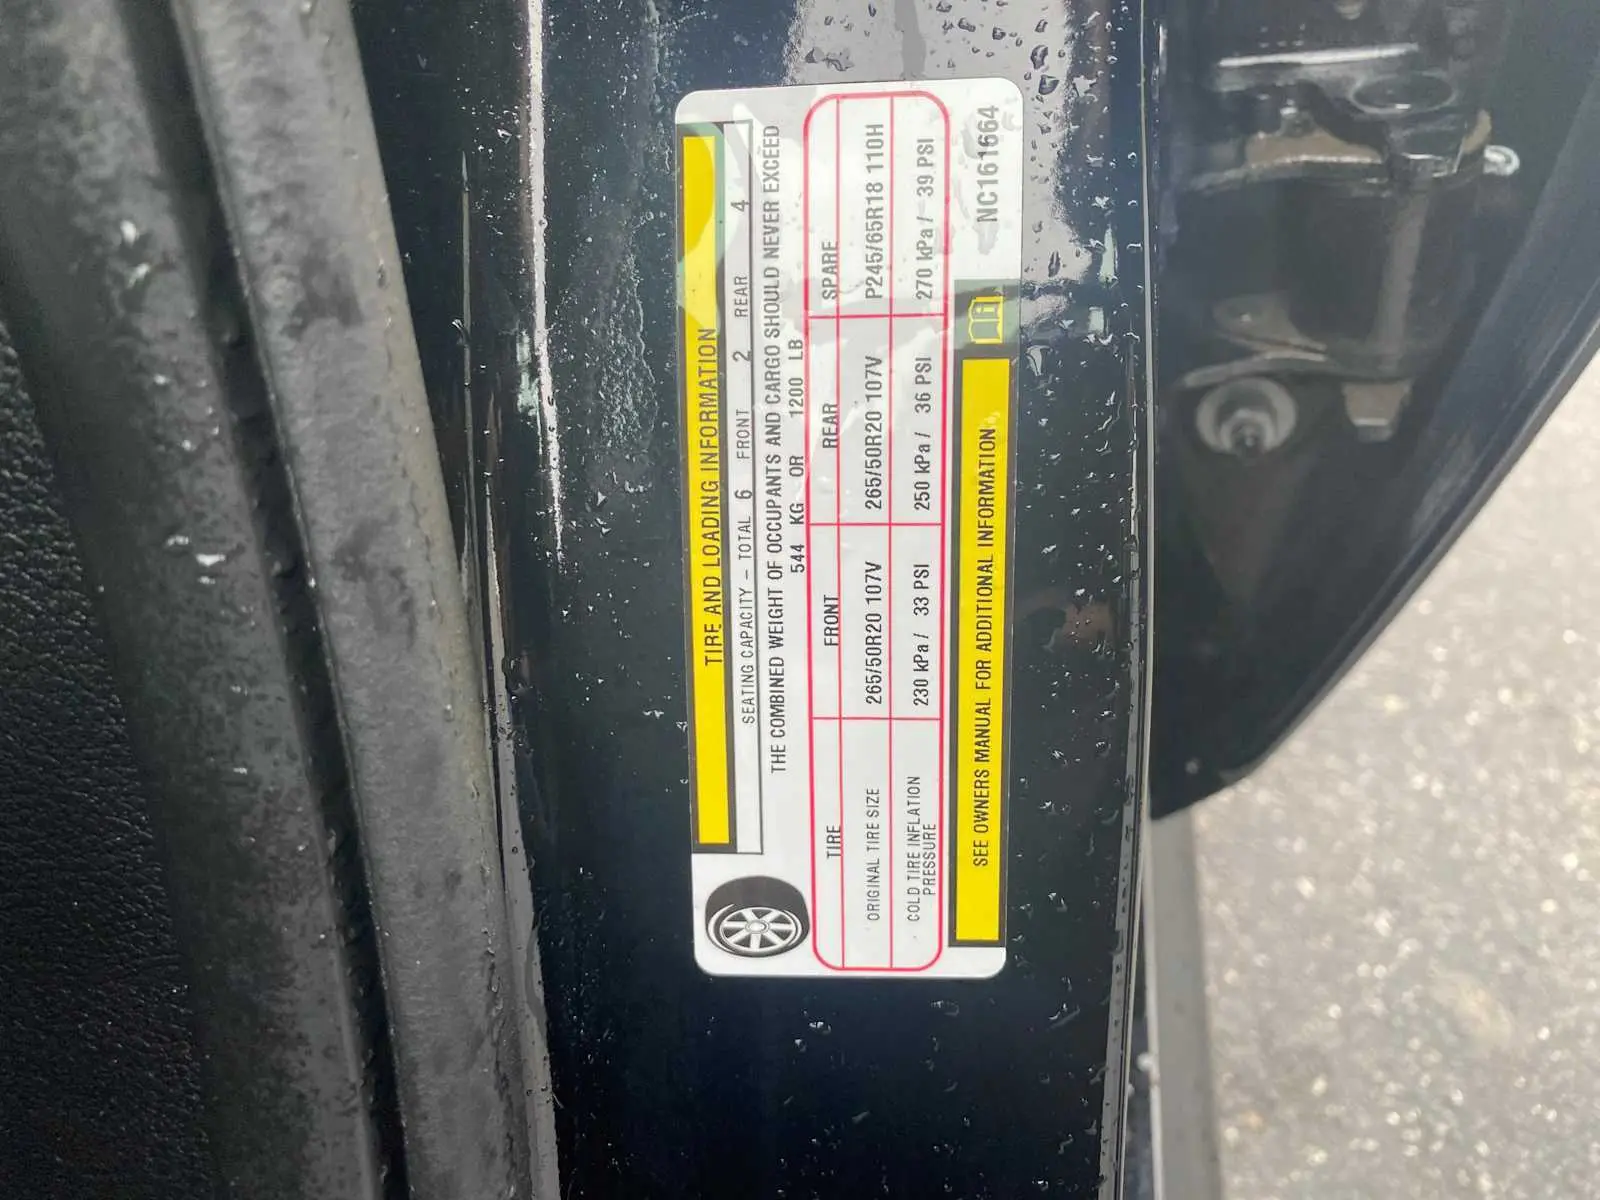 TIRE AND LOADING INFORMATION
SEATING CAPACITY – TOTAL 6 FRONT 2 REAR 4
THE COMBINED WEIGHT OF OCCUPANTS AND CARGO SHOULD NEVER EXCEED
544 KG OR 1200 LB
TIRE FRONT REAR SPARE
ORIGINAL TIRE SIZE 265/50R20 107V 265/50R20 107V P245/65R18 110H
COLD TIRE INFLATION PRESSURE 230 kPa / 33 PSI 250 kPa / 36 PSI 270 kPa / 39 PSI
SEE OWNERS MANUAL FOR ADDITIONAL INFORMATION
NC161664